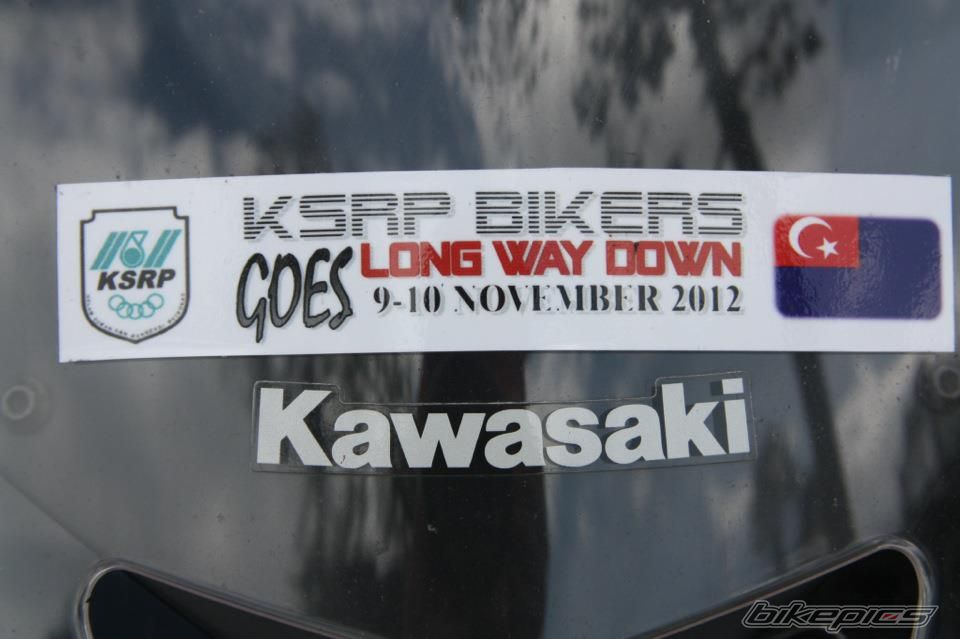 KSRP
KSRP BIKERS
GOES LONG WAY DOWN
9-10 NOVEMBER 2012
Kawasaki
bikepics